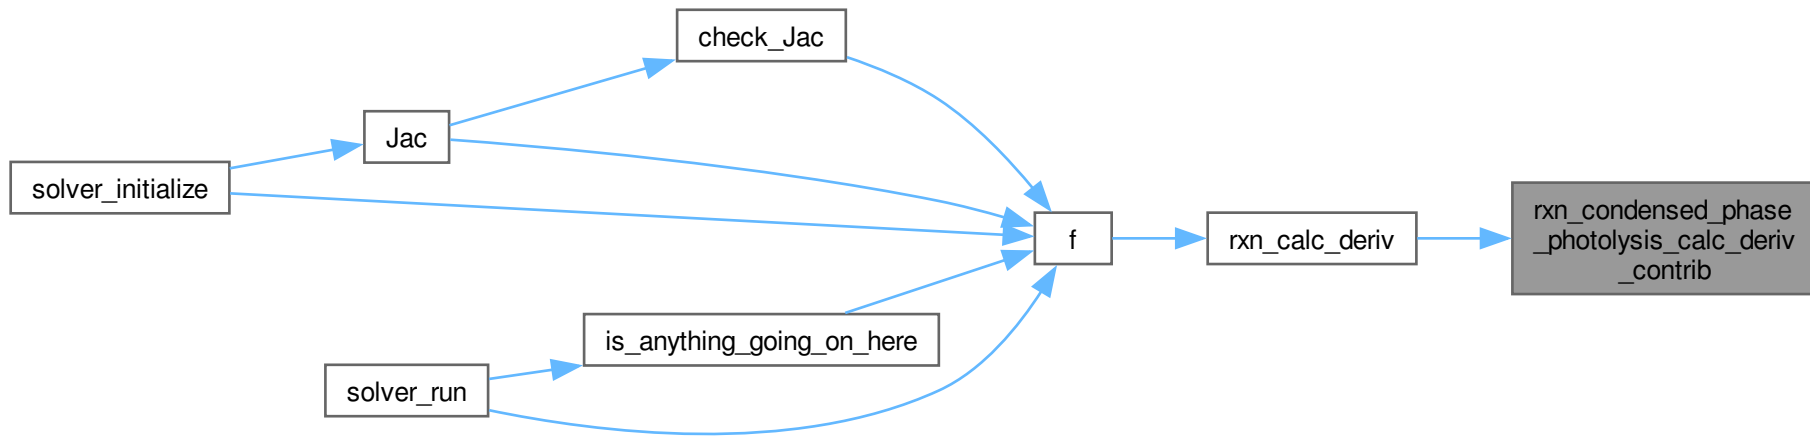 check_Jac
Jac
solver_initialize
f
rxn_calc_deriv
rxn_condensed_phase
_photolysis_calc_deriv
_contrib
is_anything_going_on_here
solver_run